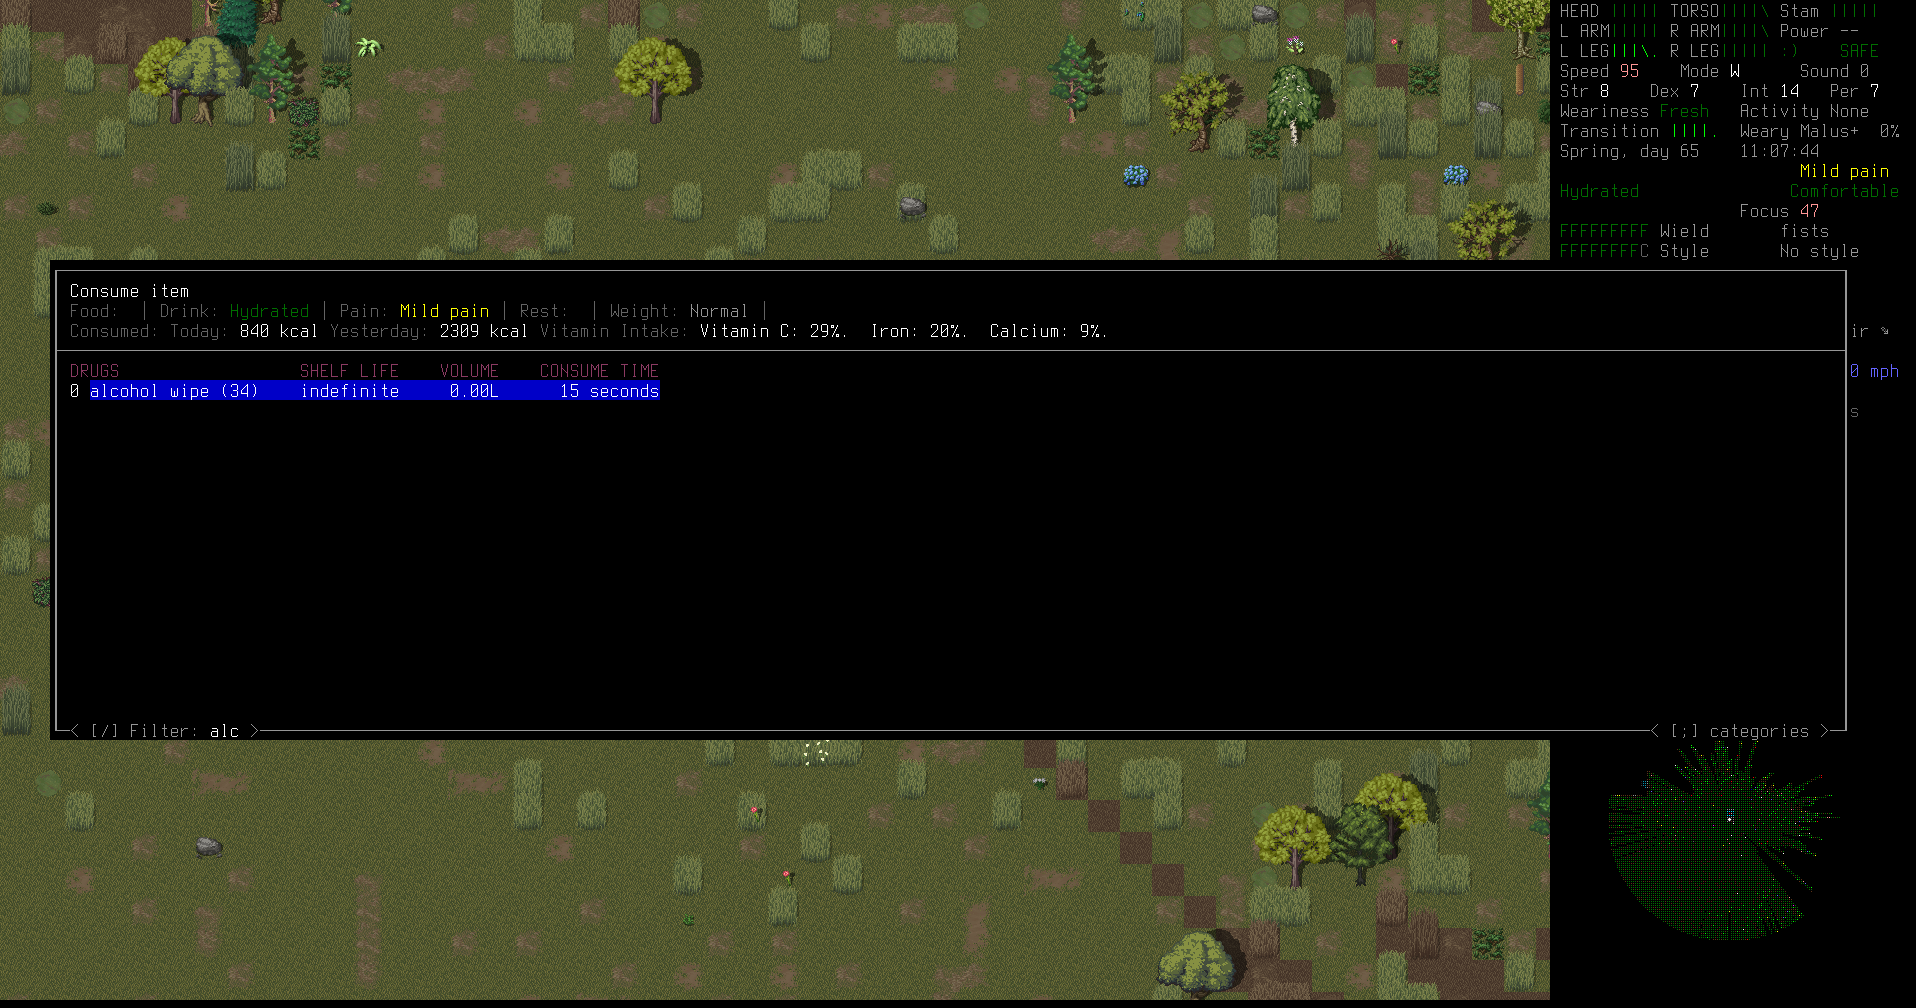 HEAD ||||| TORSO||||\ Stam |||||
L ARM||||| R ARM||||\ Power --
L LEG|||\. R LEG||||| :) SAFE
Speed 95 Mode W Sound 0
Str 8 Dex 7 Int 14 Per 7
Weariness Fresh Activity None
Transition ||||. Weary Malus+ 0%
Spring, day 65 11:07:44
Mild pain
Hydrated Comfortable
Focus 47
FFFFFFFFF Wield fists
FFFFFFFFC Style No style
Consume item
Food: | Drink: Hydrated | Pain: Mild pain | Rest: | Weight: Normal |
Consumed: Today: 840 kcal Yesterday: 2309 kcal Vitamin Intake: Vitamin C: 29%. Iron: 20%. Calcium: 9%.
ir
DRUGS SHELF LIFE VOLUME CONSUME TIME
0 mph
0 alcohol wipe (34) indefinite 0.00L 15 seconds
s
< [/] Filter: alc >
< [;] categories >